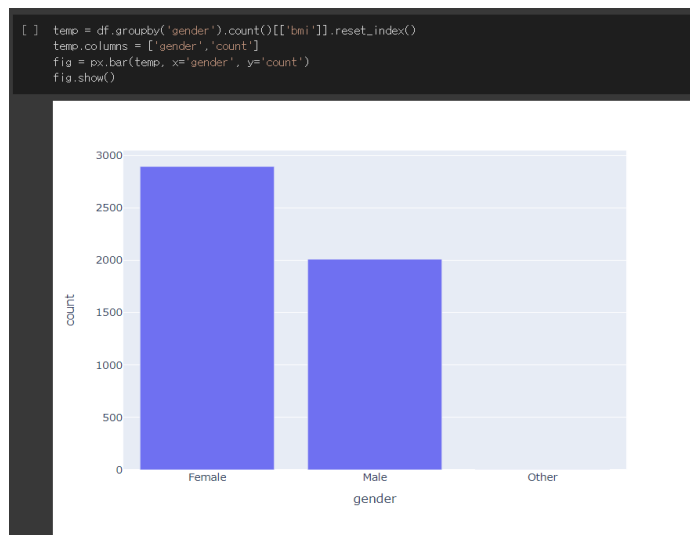 [ ] temp = df.groupby('gender').count()[['bmi']].reset_index()
temp.columns = ['gender','count']
fig = px.bar(temp, x='gender', y='count')
fig.show()
3000
2500
2000
1500
1000
500
0
count
Female Male Other
gender